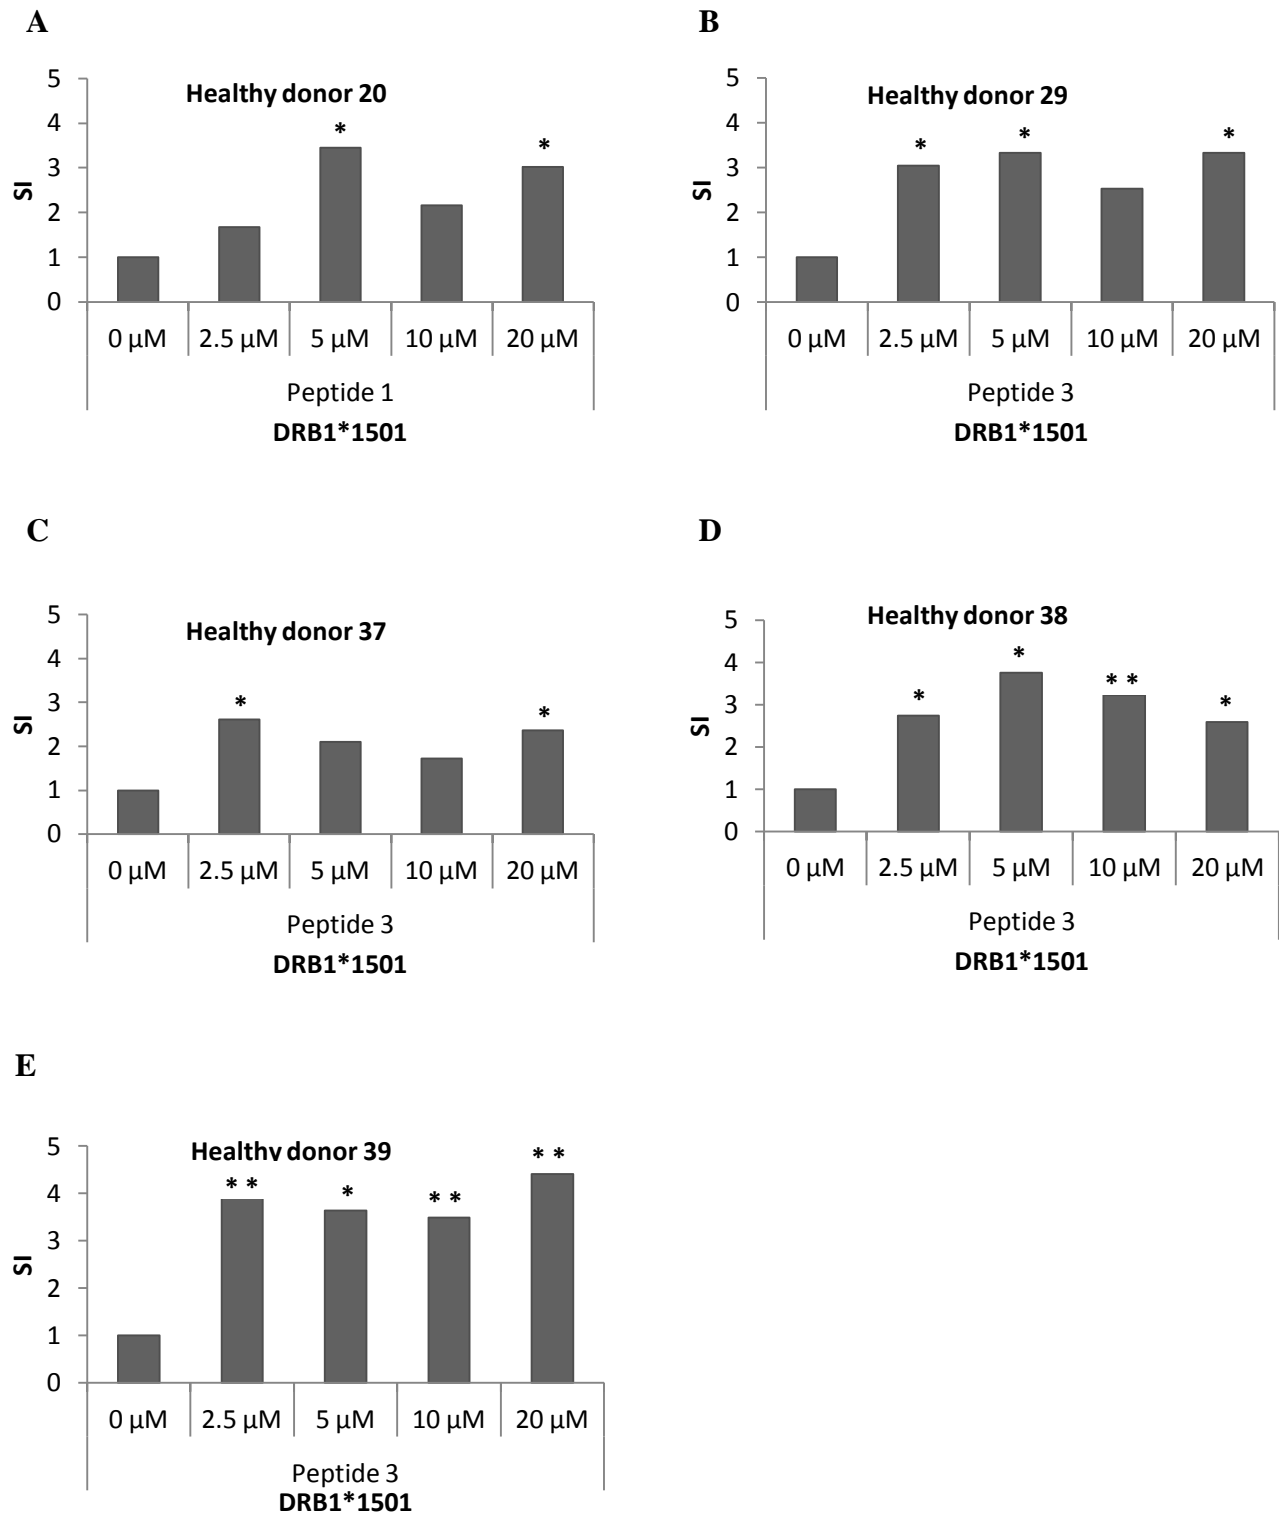 A
Healthy donor 20
5
4
3
2
1
0
SI
*
*
0 µM 2.5 µM 5 µM 10 µM 20 µM
Peptide 1
DRB1*1501
B
Healthy donor 29
5
4
3
2
1
0
SI
*
*
*
0 µM 2.5 µM 5 µM 10 µM 20 µM
Peptide 3
DRB1*1501
C
Healthy donor 37
5
4
3
2
1
0
SI
*
*
0 µM 2.5 µM 5 µM 10 µM 20 µM
Peptide 3
DRB1*1501
D
Healthy donor 38
5
4
3
2
1
0
SI
*
*
* *
*
0 µM 2.5 µM 5 µM 10 µM 20 µM
Peptide 3
DRB1*1501
E
Healthy donor 39
5
4
3
2
1
0
SI
* *
*
* *
* *
0 µM 2.5 µM 5 µM 10 µM 20 µM
Peptide 3
DRB1*1501